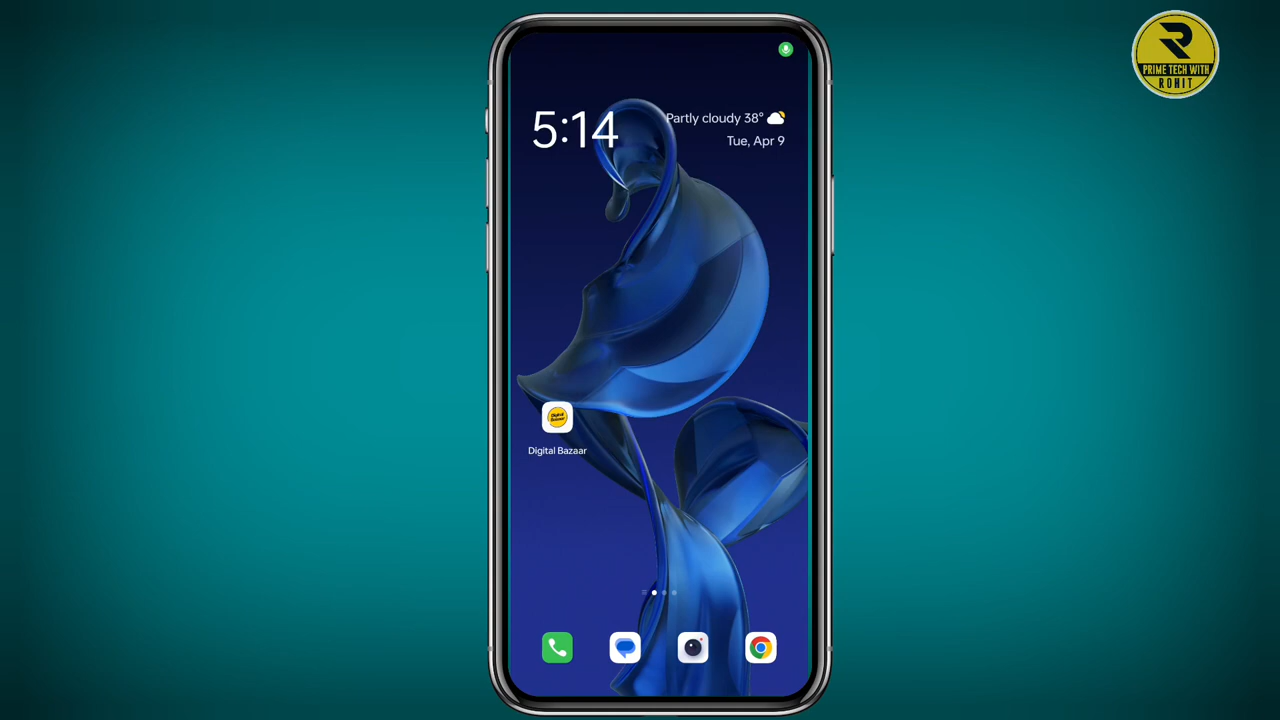 PRIME TECH WITH
ROHIT
5:14
Partly cloudy 38°
Tue, Apr 9
Digital Bazaar